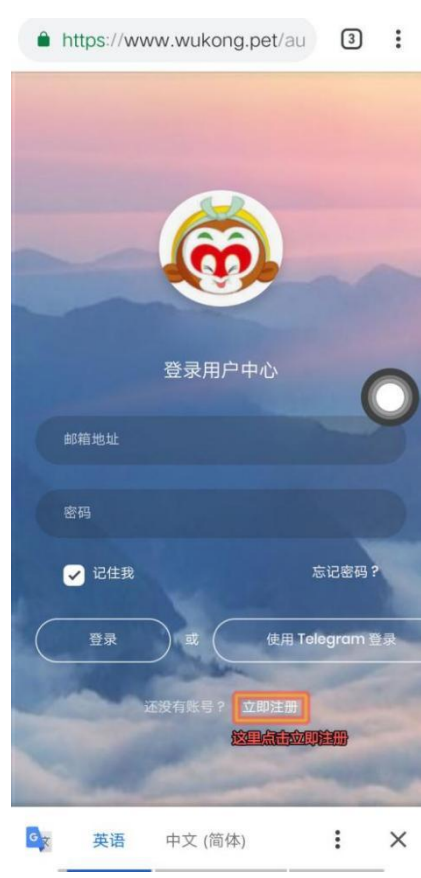 https://www.wukong.pet/au
3
登录用户中心
邮箱地址
密码
记住我 忘记密码？
登录 或 使用 Telegram 登录
还没有账号？ 立即注册
这里点击立即注册
G 文 英语 中文 (简体)